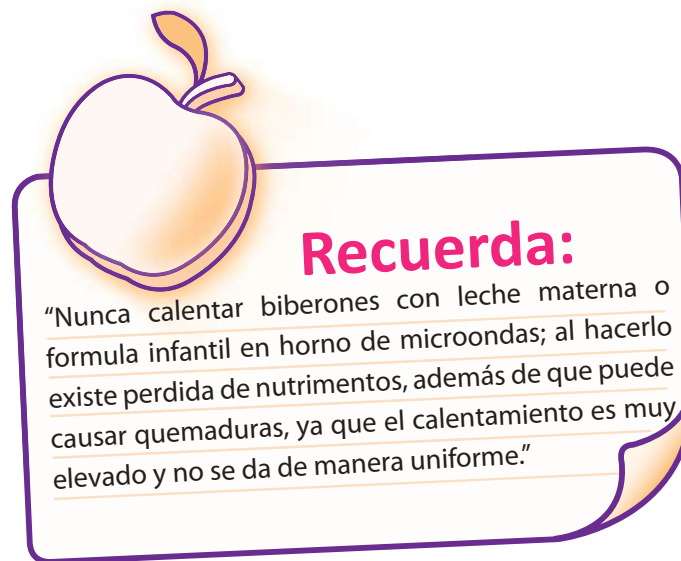 Recuerda:
“Nunca calentar biberones con leche materna o
formula infantil en horno de microondas; al hacerlo
existe perdida de nutrimentos, además de que puede
causar quemaduras, ya que el calentamiento es muy
elevado y no se da de manera uniforme.”